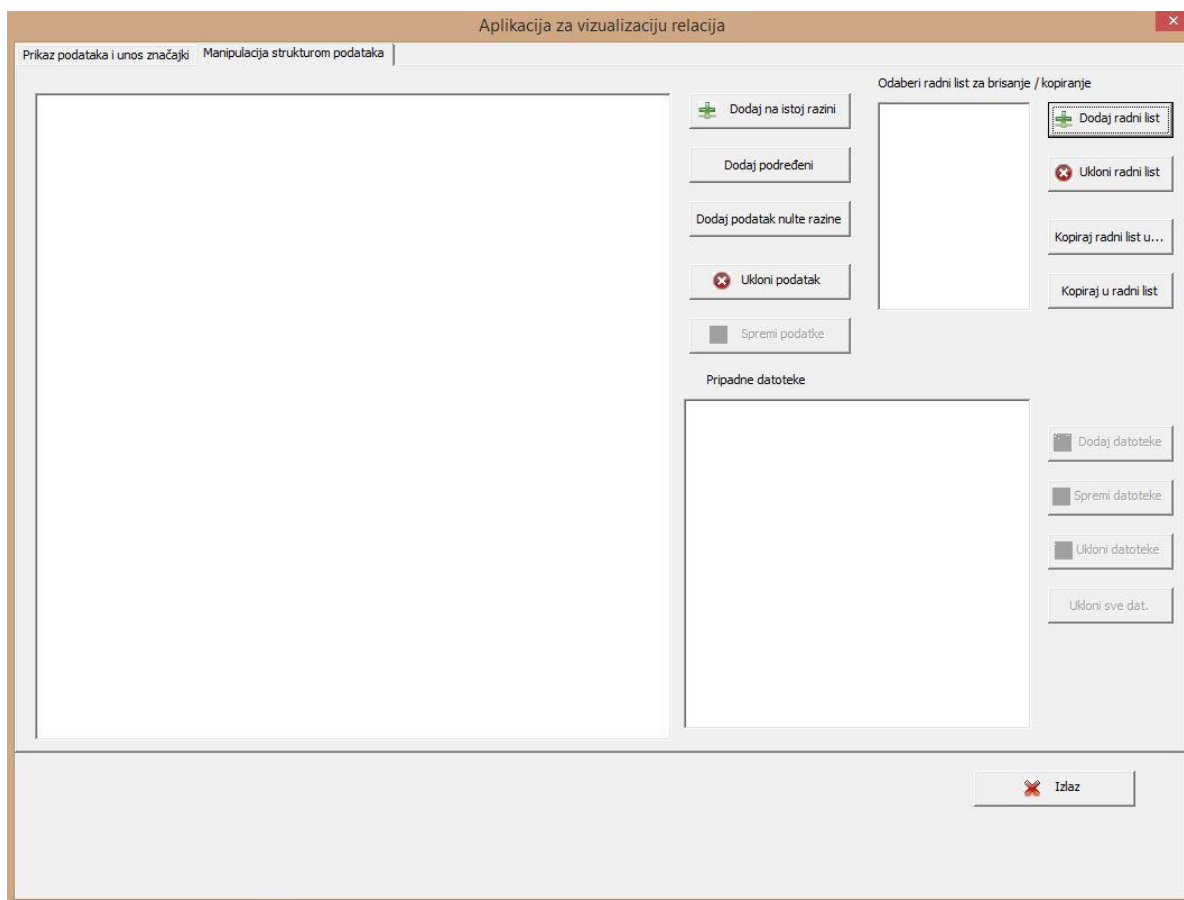 Aplikacija za vizualizaciju relacija
Prikaz podataka i unos značajki
Manipulacija strukturom podataka
Dodaj na istoj razini
Dodaj podređeni
Dodaj podatak nulte razine
Ukloni podatak
Spremi podatke
Odaberi radni list za brisanje / kopiranje
Dodaj radni list
Ukloni radni list
Kopiraj radni list u...
Kopiraj u radni list
Pripadne datoteke
Dodaj datoteke
Spremi datoteke
Ukloni datoteke
Ukloni sve dat.
Izlaz